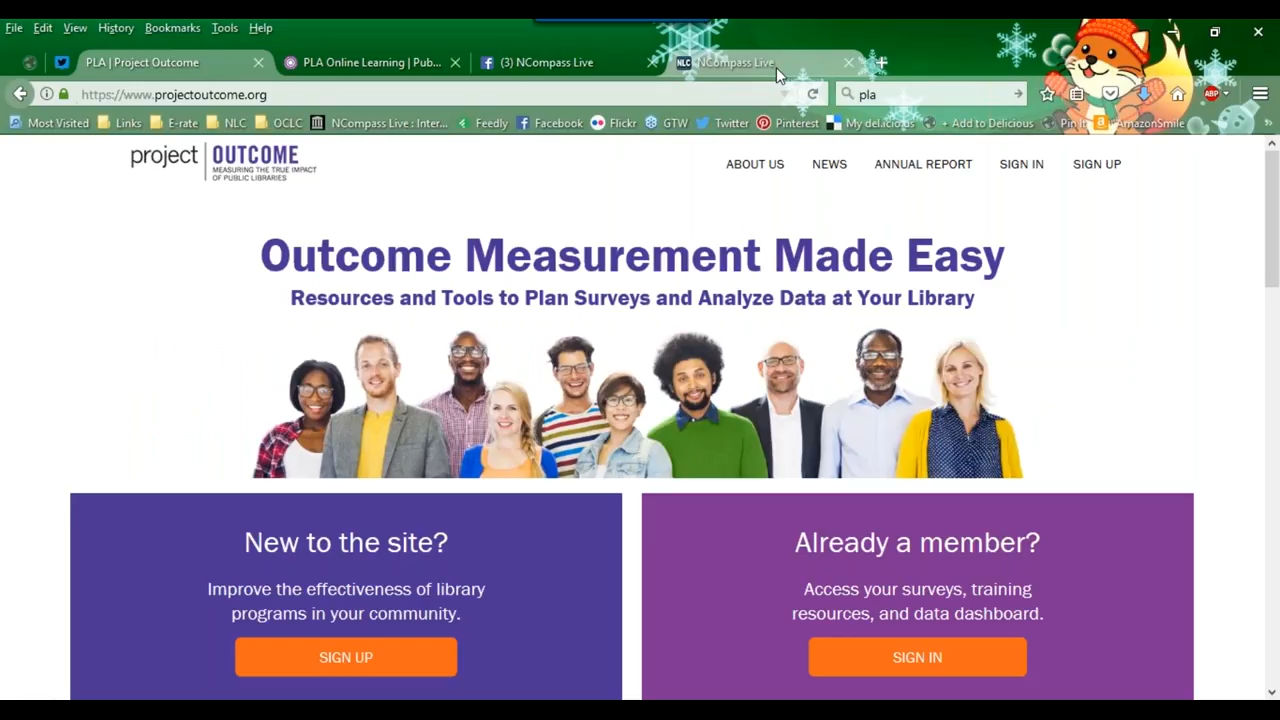 File Edit View History Bookmarks Tools Help
PLA | Project Outcome
PLA Online Learning | Pub...
(3) NCompass Live
NLC NCompass Live
https://www.projectoutcome.org
pla
ABP
Most Visited Links E-rate NLC OCLC NCompass Live : Inter... Feedly Facebook Flickr GTW Twitter Pinterest My del.icio.us + Add to Delicious Pin It AmazonSmile
project OUTCOME
MEASURING THE TRUE IMPACT
OF PUBLIC LIBRARIES
ABOUT US NEWS ANNUAL REPORT SIGN IN SIGN UP
Outcome Measurement Made Easy
Resources and Tools to Plan Surveys and Analyze Data at Your Library
New to the site?
Improve the effectiveness of library
programs in your community.
SIGN UP
Already a member?
Access your surveys, training
resources, and data dashboard.
SIGN IN